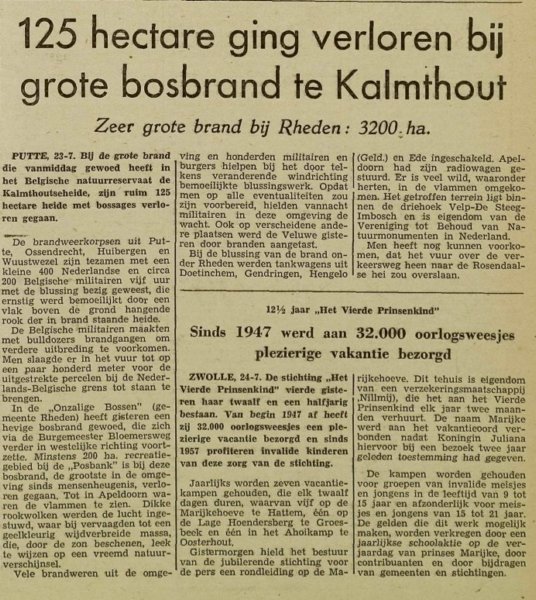 125 hectare ging verloren bij
grote bosbrand te Kalmthout
Zeer grote brand bij Rheden: 3200 ha.
PUTTE, 23-7. Bij de grote brand
die vanmiddag gewoed heeft in
het Belgische natuurreservaat de
Kalmthoutseheide, zijn ruim 125
hectare heide met bossages verlo-
ren gegaan.
De brandweerkorpsen uit Put-
te, Ossendrecht, Huibergen en
Wuestwezel zijn tezamen met een
kleine 400 Nederlandse en circa
200 Belgische militairen vijf uur
met de blussing bezig geweest, die
ernstig werd bemoeilijkt door een
vlak boven de grond hangende
rook der in brand staande heide.
De Belgische militairen maakten
met bulldozers brandgangen om
verdere uitbreiding te voorkomen.
Men slaagde er in het vuur tot op
een paar honderd meter voor de
uitgestrekte percelen bij de Neder-
lands-Belgische grens tot staan te
brengen.
In de „Onzalige Bossen" (ge-
meente Rheden) heeft gisteren een
hevige bosbrand gewoed, die zich
via de Burgemeester Bloemersweg
verder in westelijke richting voort-
zette. Minstens 200 ha. recreatie-
gebied bij de „Posbank" is bij deze
bosbrand, de grootste in de omge-
ving sinds mensenheugenis, verlo-
ren gegaan. Tot in Apeldoorn wa-
ren de vlammen te zien. Dikke
rookwolken werden de lucht inge-
stuwd, waar bij vervaagden tot een
geelkleurig wijdverbreide massa,
die, door de zon beschenen, leek
te wijzen op een vreemd natuur-
verschijnsel.
Vele brandweren uit de omge-
ving en honderden militairen en
burgers hielpen bij het door tel-
kens veranderende windrichting
bemoeilijkte blussingswerk. Opdat
men op alle eventualiteiten zou
zijn voorbereid, hielden vannacht
militairen in deze omgeving de
wacht. Ook op verscheidene ande-
re plaatsen werd de Veluwe gister-
en door branden aangetast.
Bij de blussing van de brand on-
der Rheden werden tankwagens uit
Doetinchem, Gendringen, Hengelo
(Geld.) en Ede ingeschakeld. Apel-
doorn had zijn radiowagen ge-
stuurd. Er is veel wild, waaronder
herten, in de vlammen omgeko-
men. Het getroffen terrein ligt bin-
nen de driehoek Velp-De Steeg-
Imbosch en is eigendom van de
Vereniging tot Behoud van Na-
tuurmonumenten in Nederland.
Men heeft nog kunnen voorko-
men, dat het vuur over de ver-
keersweg heen maar de Rosendaal-
se hei zou overslaan.
12½ jaar „Het Vierde Prinsenkind"
Sinds 1947 werd aan 32.000 oorlogsweesjes
plezierige vakantie bezorgd
ZWOLLE, 24-7. De stichting „Het
Vierde Prinsenkind" vierde giste-
ren haar twaalf en een halfjarig
bestaan. Van begin 1947 af heeft
zij 32.000 oorlogsweesjes een ple-
zierige vacantie bezorgd en sinds
1957 profiteren invalide kinderen
van deze zorg van de stichting.
Jaarlijks worden zeven vacantie-
kampen gehouden, die elk twaalf
dagen duren, waarvan vijf op de
Marijkehoeve te Hattem, één op
de Lage Hoendersberg te Groes-
beek en één in het Ahoikamp te
Oosterhout.
Gistermorgen hield het bestuur
van de jubilerende stichting voor
de pers een rondleiding op de Ma-
rijkehoeve. Dit tehuis is eigendom
van een verzekeringsmaatschappij
(Nillmij), die het aan het Vierde
Prinsenkind elk jaar twee maan-
den verhuurt. De naam Marijke
werd aan het vakantieoord ver-
bonden nadat Koningin Juliana
hiervoor bij een bezoek twee jaar
geleden toestemming had gegeven.
De kampen worden gehouden
voor groepen van invalide meisjes
en jongens in de leeftijd van 9 tot
15 jaar en afzonderlijk voor meis-
jes en jongens van 15 tot 21 jaar.
De gelden die dit werk mogelijk
maken, worden verkregen door een
jaarlijkse schoolaktie op de ver-
jaardag van prinses Marijke, door
contribuanten en door bijdragen
van gemeenten en stichtingen.